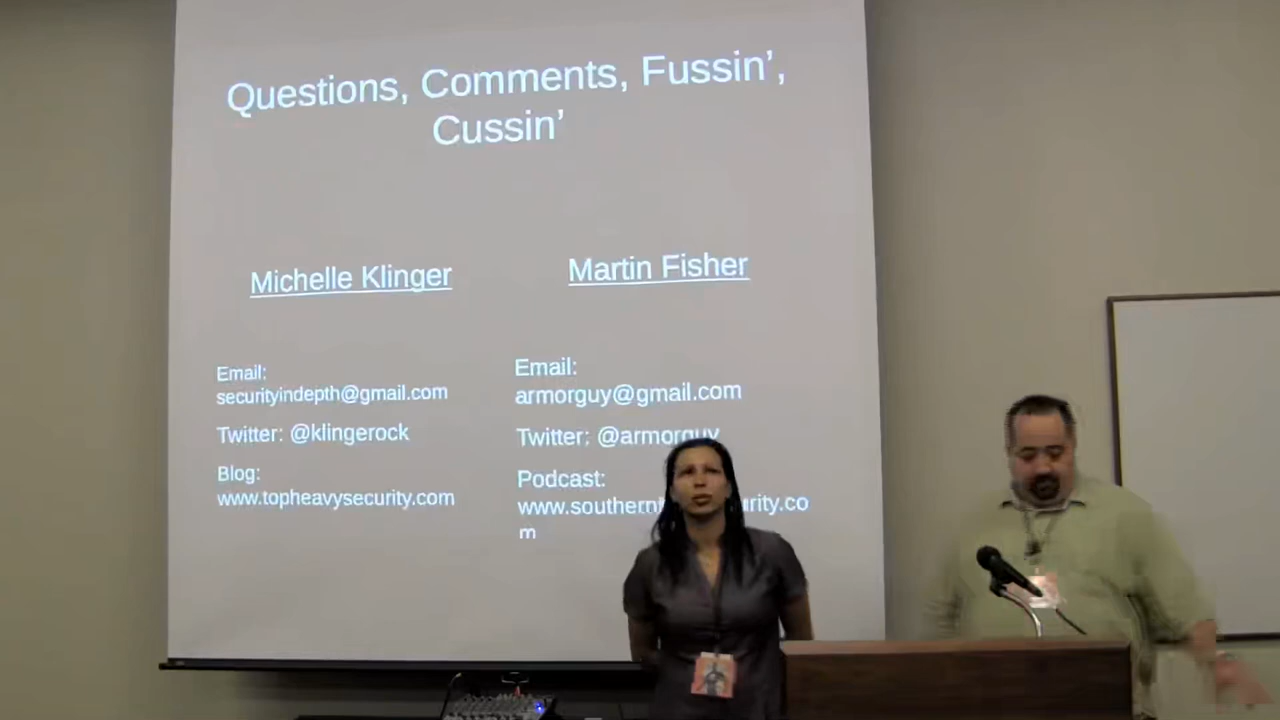 Questions, Comments, Fussin',
Cussin'
Michelle Klinger
Email:
securityindepth@gmail.com
Twitter: @klingerock
Blog:
www.topheavysecurity.com
Martin Fisher
Email:
armorguy@gmail.com
Twitter: @armorguy
Podcast:
www.southern urity.co
m